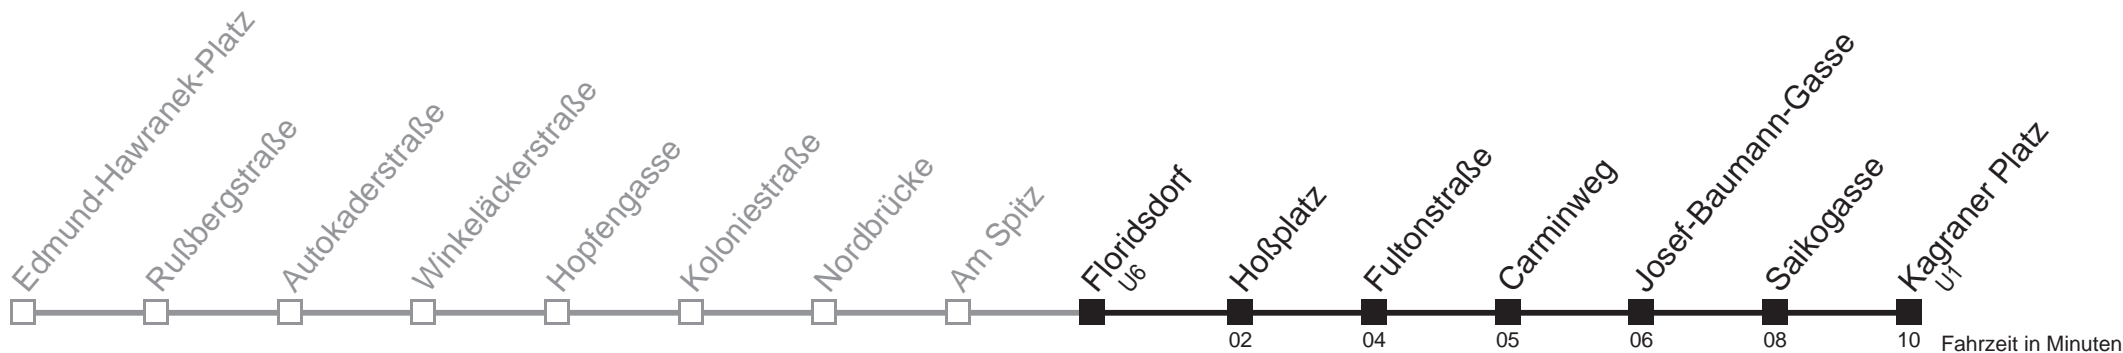 Edmund-Hawranek-Platz
Rußbergstraße
Autokaderstraße
Winkeläckerstraße
Hopfengasse
Koloniestraße
Nordbrücke
Am Spitz
Floridsdorf
U6
Hoßplatz
Fultonstraße
Carminweg
Josef-Baumann-Gasse
Saikogasse
Kagraner Platz
U1
02 04 05 06 08 10 Fahrzeit in Minuten